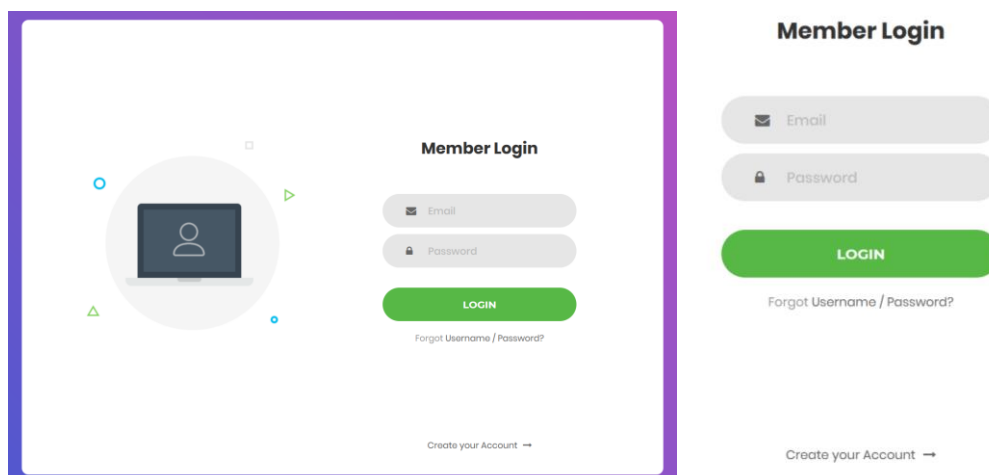 Member Login
Email
Password
LOGIN
Forgot Username / Password?
Create your Account →
Member Login
Email
Password
LOGIN
Forgot Username / Password?
Create your Account →